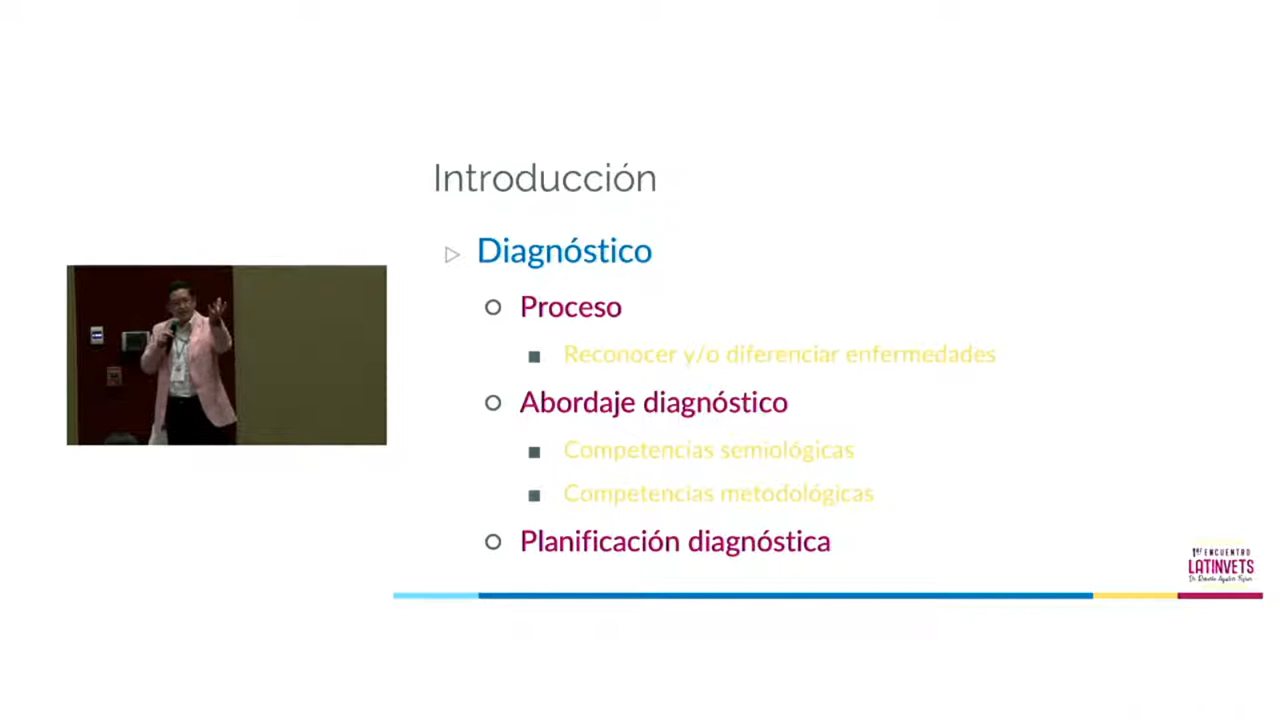 Introducción
Diagnóstico
Proceso
Reconocer y/o diferenciar enfermedades
Abordaje diagnóstico
Competencias semiológicas
Competencias metodológicas
Planificación diagnóstica
1er ENCUENTRO
LATINVETS